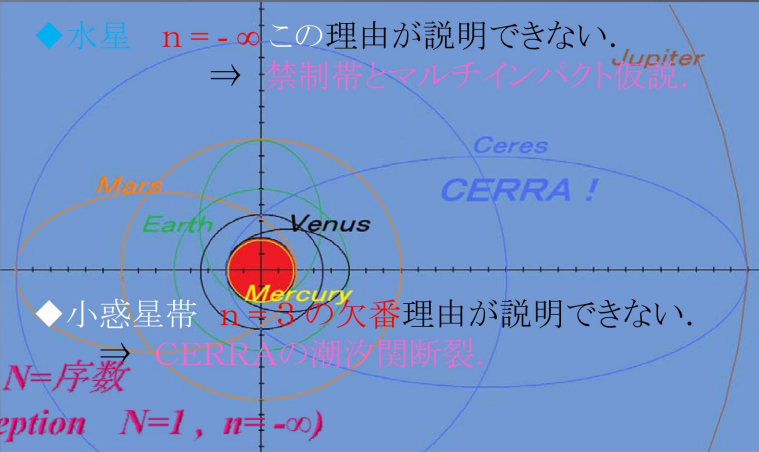 ◆水星 n = - ∞ この理由が説明できない.
Jupiter
⇒ 禁制帯とマルチインパクト仮説.
Ceres
Mars
CERRA !
Earth
Venus
Mercury
◆小惑星帯 n = 3 の欠番理由が説明できない.
⇒ CERRAの潮汐関断裂.
N=序数
eption N=1 , n= -∞)